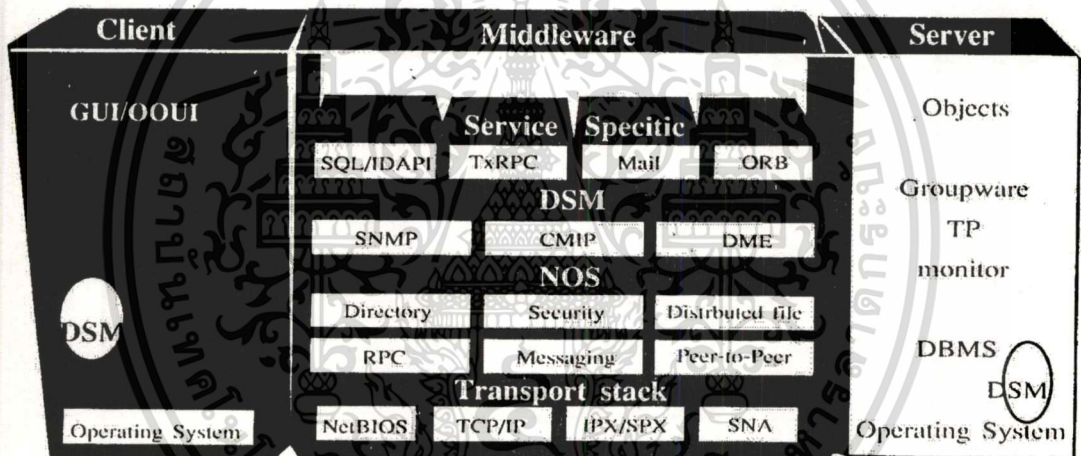 Client
Middleware
Server
GUI/OOUI
DSM
Operating System
Service Specitic
SQL/IDAPI TxRPC Mail ORB
DSM
SNMP CMIP DME
NOS
Directory Security Distrbuted file
RPC Messaging Peer-to-Peer
Transport stack
NetBIOS TCP/IP IPX/SPX SNA
Objects
Groupware
TP
monitor
DBMS
DSM
Operating System